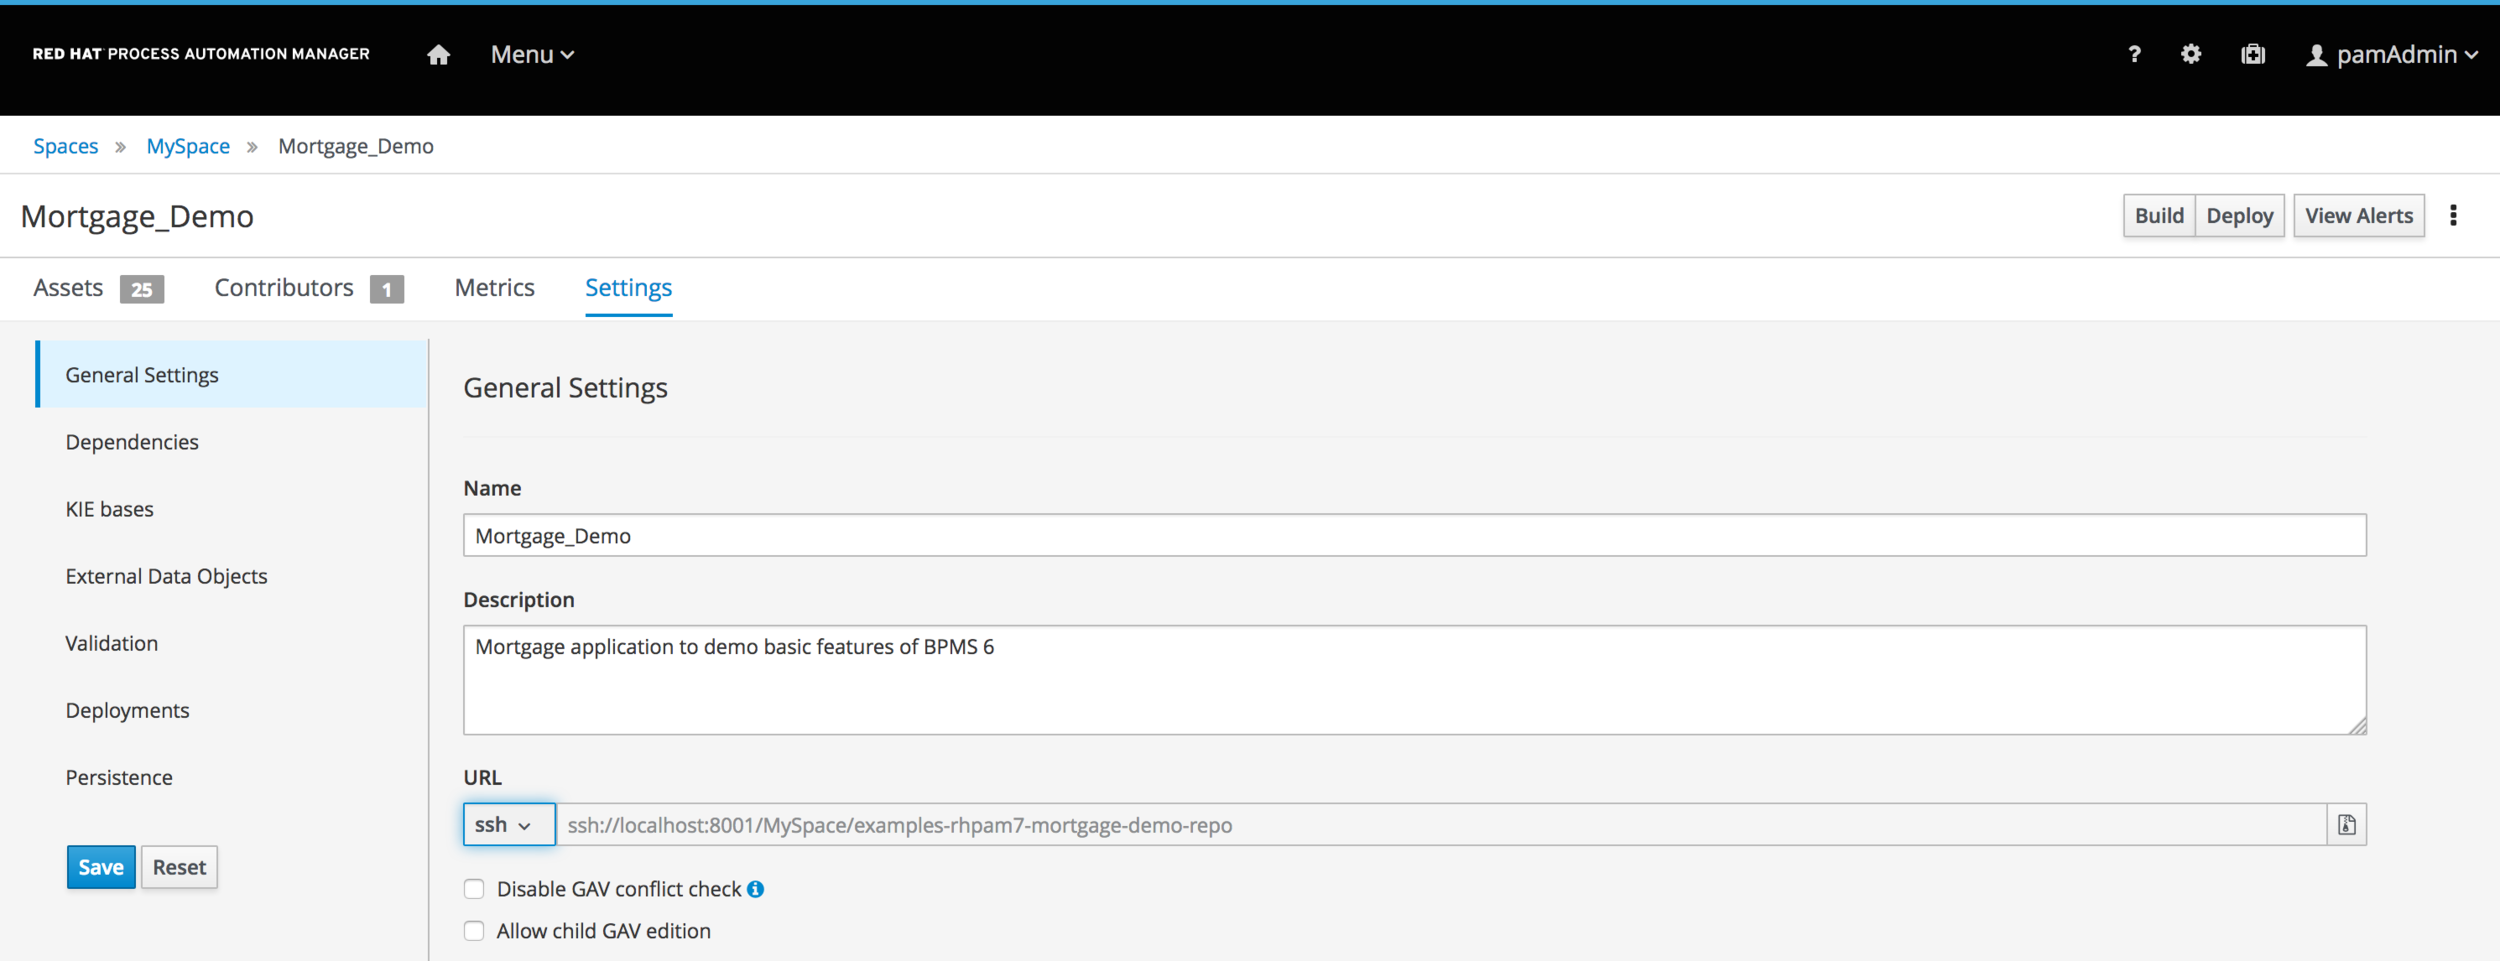 RED HAT PROCESS AUTOMATION MANAGER Menu ? pamAdmin
Spaces » MySpace » Mortgage_Demo
Mortgage_Demo Build Deploy View Alerts
Assets 25 Contributors 1 Metrics Settings
General Settings
Dependencies
KIE bases
External Data Objects
Validation
Deployments
Persistence
Save Reset
General Settings
Name
Mortgage_Demo
Description
Mortgage application to demo basic features of BPMS 6
URL
ssh ssh://localhost:8001/MySpace/examples-rhpam7-mortgage-demo-repo
Disable GAV conflict check
Allow child GAV edition